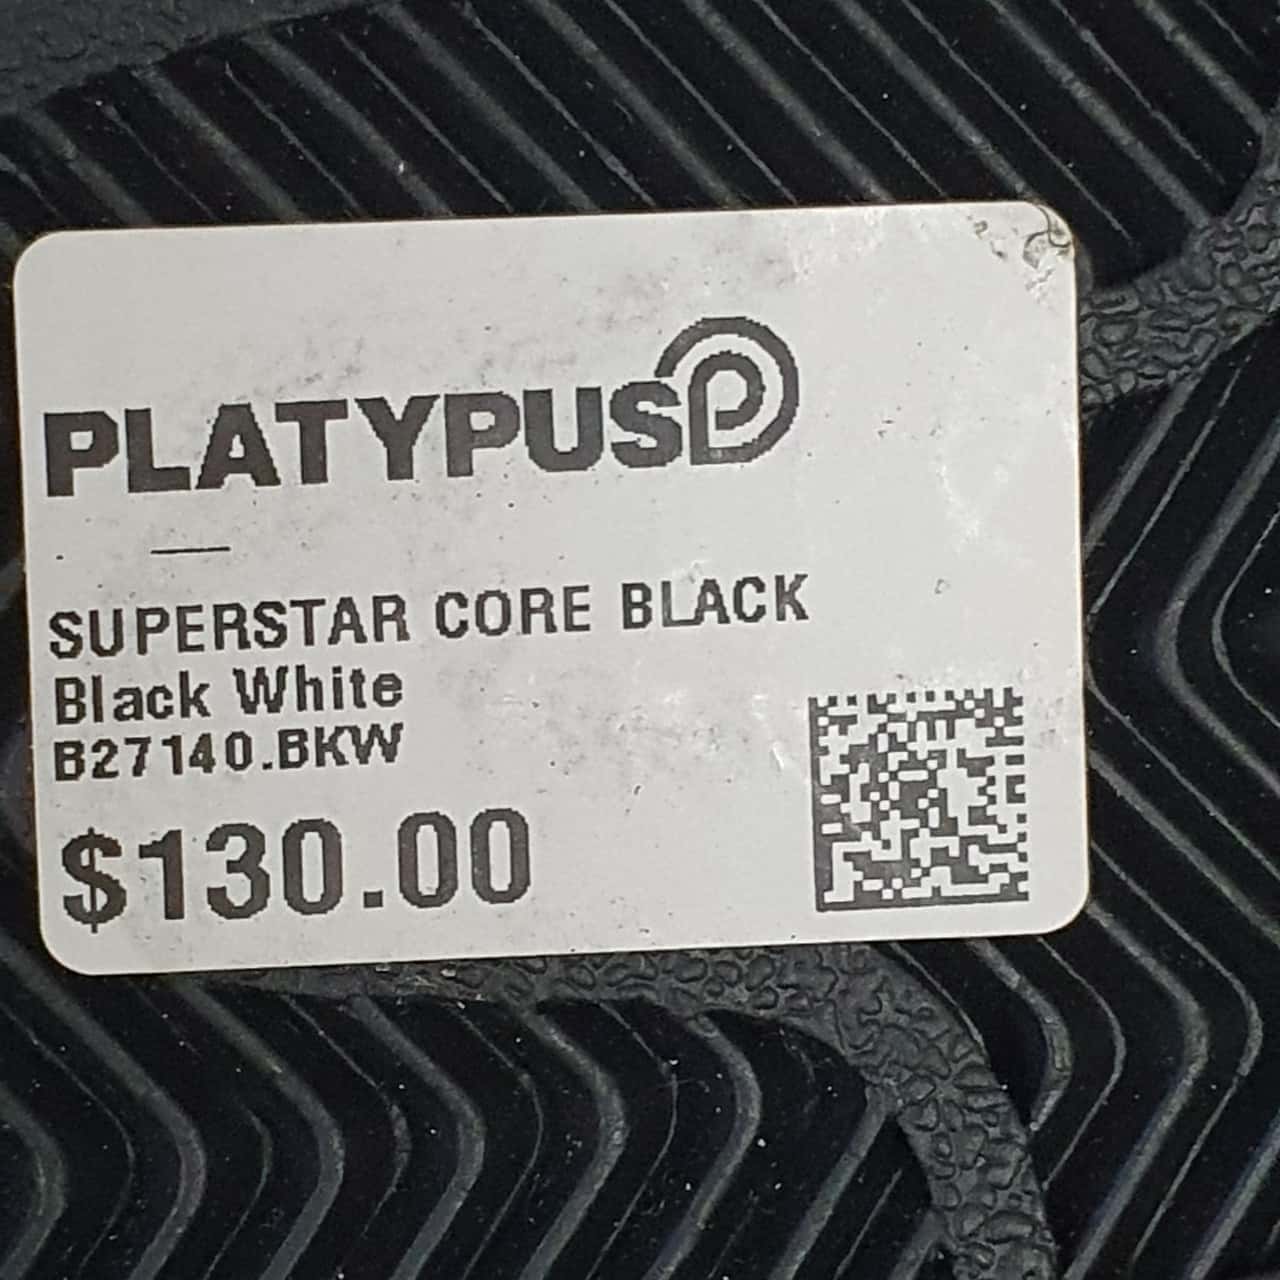 PLATYPUS
SUPERSTAR CORE BLACK
Black White
B27140.BKW
$130.00